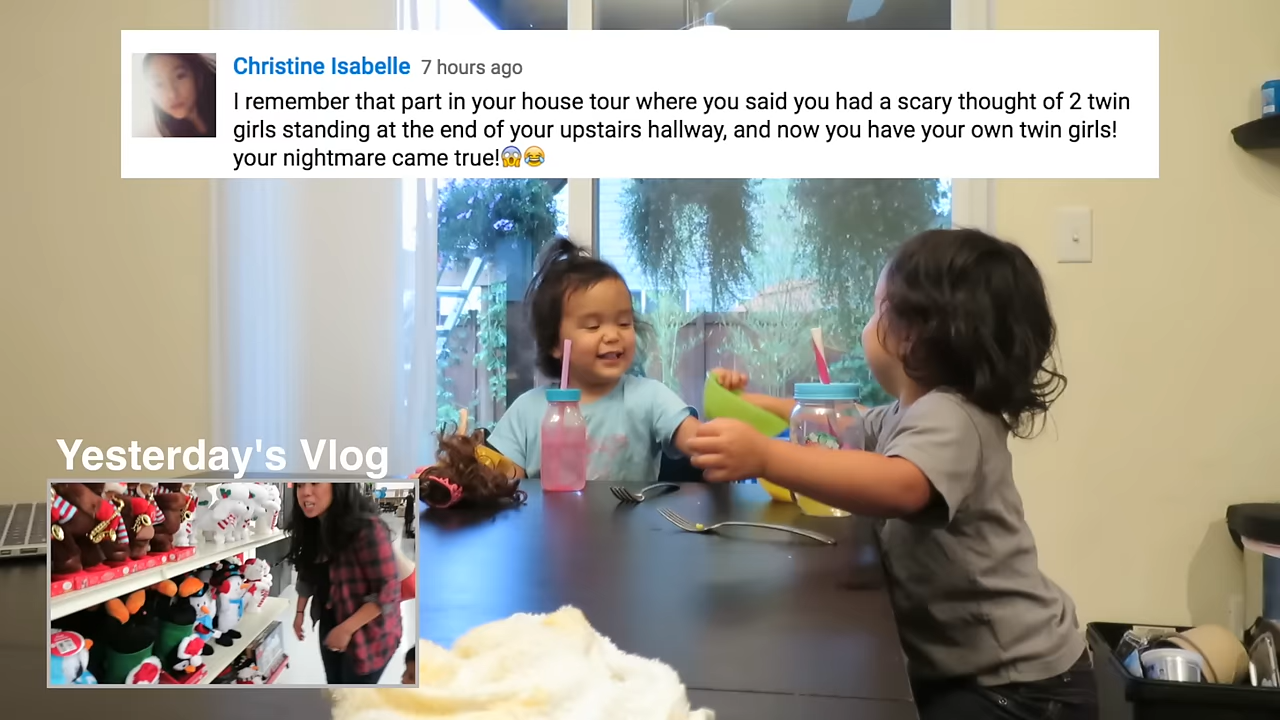 Christine Isabelle 7 hours ago
I remember that part in your house tour where you said you had a scary thought of 2 twin
girls standing at the end of your upstairs hallway, and now you have your own twin girls!
your nightmare came true!😱😂
Yesterday's Vlog